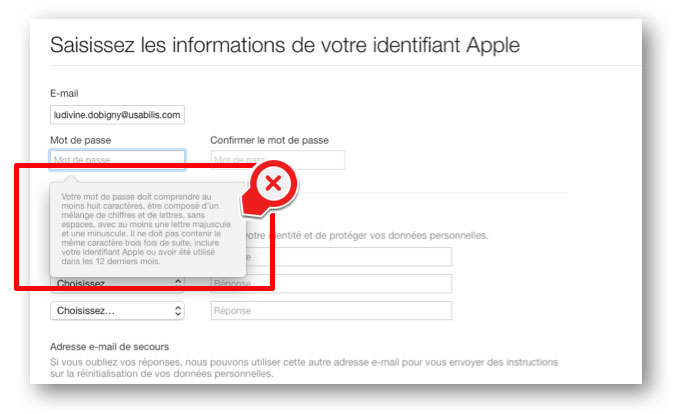 Saisissez les informations de votre identifiant Apple
E-mail
ludivine.dobigny@usabilis.com
Mot de passe
Confirmer le mot de passe
Mot de passe
Mot de pas
Votre mot de passe doit comprendre au
moins huit caractères, être composé d'un
mélange de chiffres et de lettres, sans
espaces, avec au moins une lettre majuscule
et une minuscule. Il ne doit pas contenir le
même caractère trois fois de suite, inclure
votre identifiant Apple ou avoir été utilisé
dans les 12 derniers mois.
votre identité et de protéger vos données personnelles.
Choisissez...
Réponse
Choisissez...
Réponse
Adresse e-mail de secours
Si vous oubliez vos réponses, nous pouvons utiliser cette autre adresse e-mail pour vous envoyer des instructions
sur la réinitialisation de vos données personnelles.